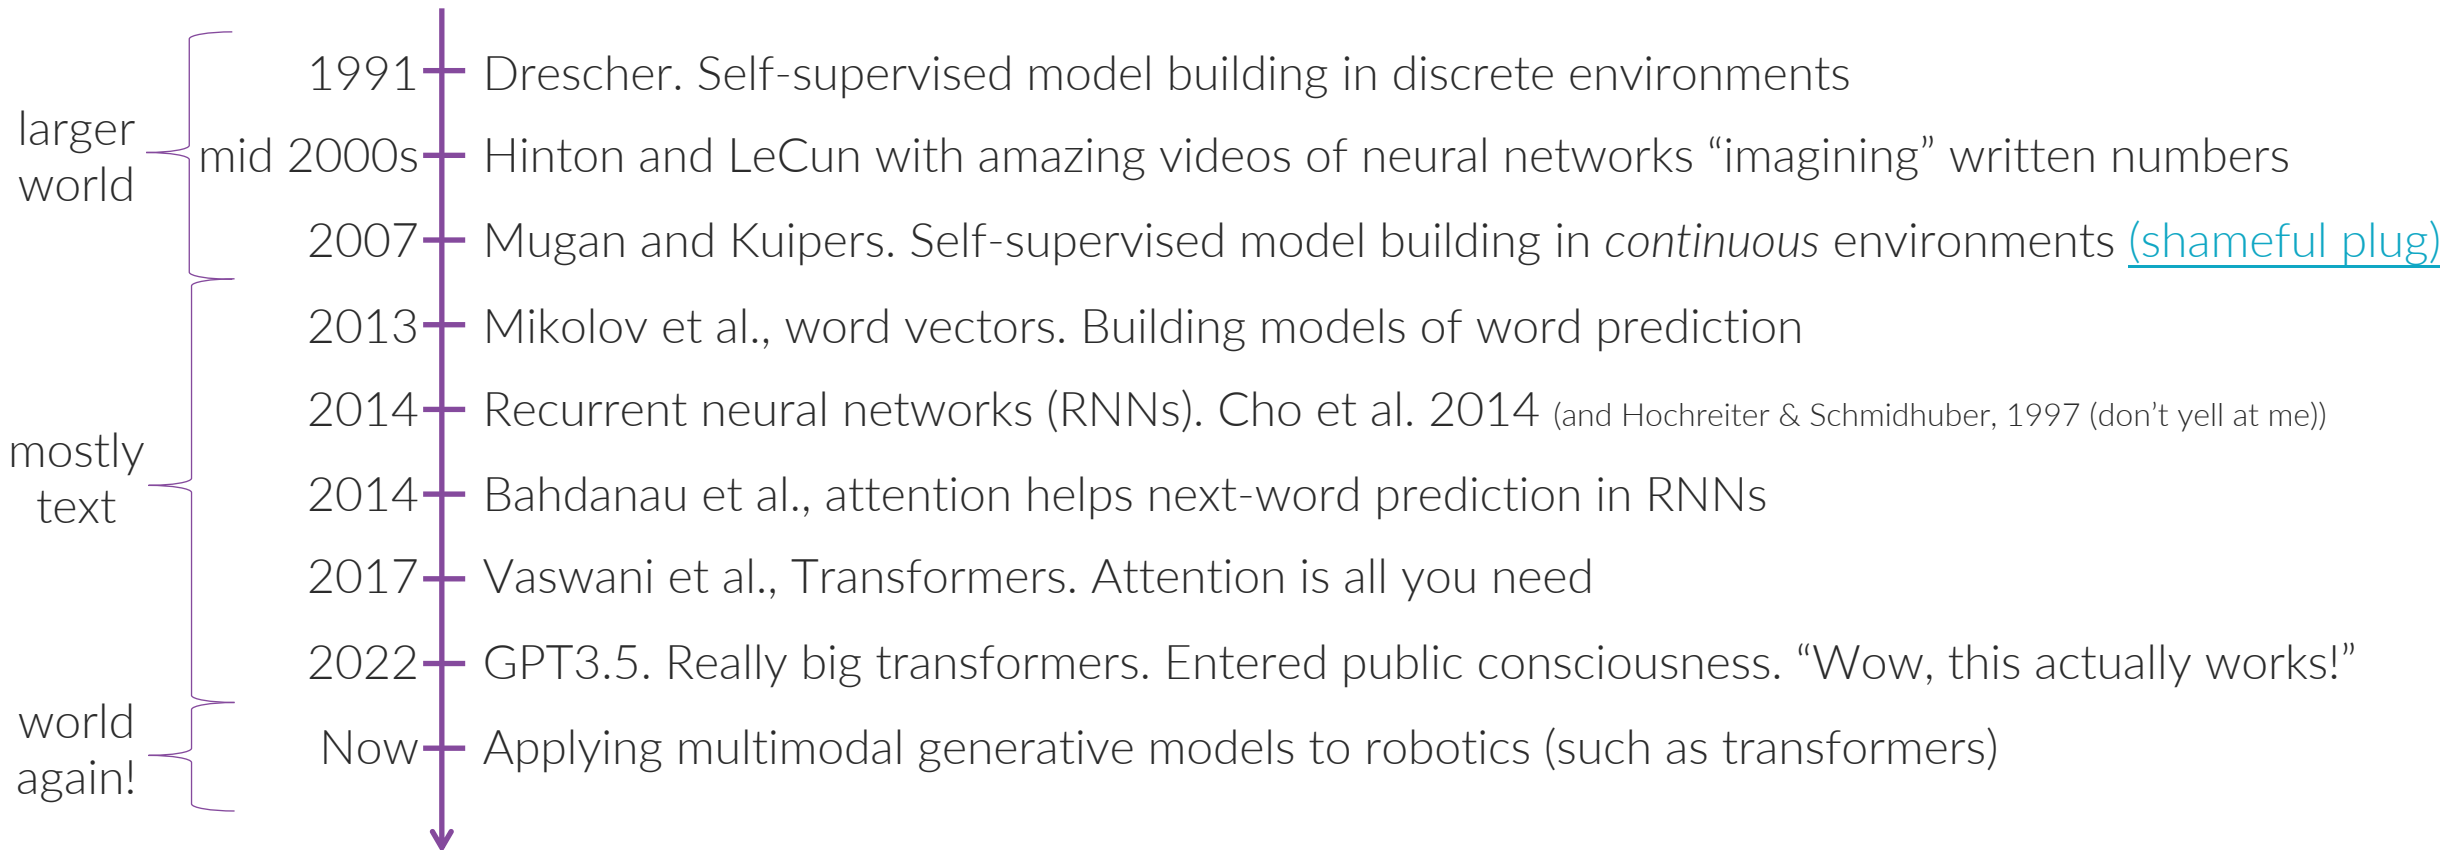 larger
world
1991 Drescher. Self-supervised model building in discrete environments
mid 2000s Hinton and LeCun with amazing videos of neural networks “imagining” written numbers
2007 Mugan and Kuipers. Self-supervised model building in continuous environments (shameful plug)
mostly
text
2013 Mikolov et al., word vectors. Building models of word prediction
2014 Recurrent neural networks (RNNs). Cho et al. 2014 (and Hochreiter & Schmidhuber, 1997 (don’t yell at me))
2014 Bahdanau et al., attention helps next-word prediction in RNNs
2017 Vaswani et al., Transformers. Attention is all you need
2022 GPT3.5. Really big transformers. Entered public consciousness. “Wow, this actually works!”
world
again!
Now Applying multimodal generative models to robotics (such as transformers)